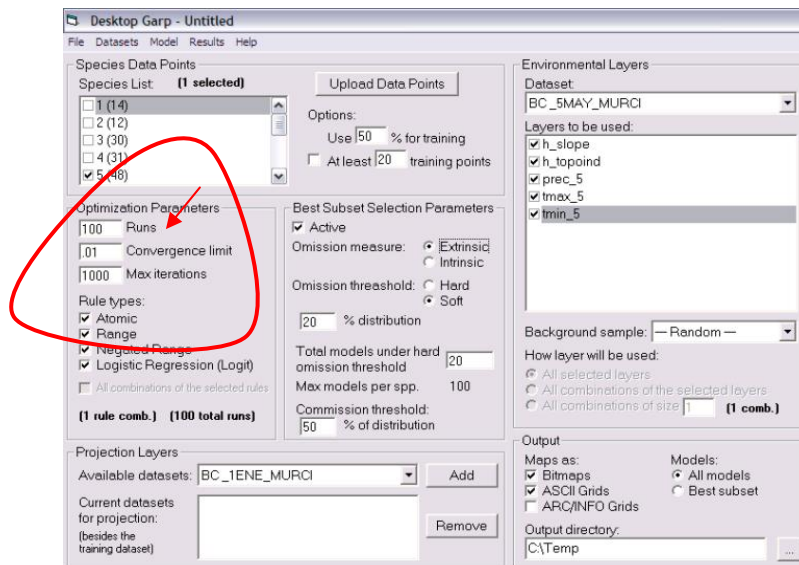 Desktop Garp - Untitled
File Datasets Model Results Help
Species Data Points
Species List: (1 selected)
1 (14)
2 (12)
3 (30)
4 (31)
5 (48)
Upload Data Points
Options:
Use 50 % for training
At least 20 training points
Environmental Layers
Dataset:
BC_5MAY_MURCI
Layers to be used:
h_slope
h_topoind
prec_5
tmax_5
tmin_5
Background sample: — Random —
How layer will be used:
All selected layers
All combinations of the selected layers
All combinations of size 1 (1 comb.)
Optimization Parameters
100 Runs
.01 Convergence limit
1000 Max iterations
Rule types:
Atomic
Range
Negated Range
Logistic Regression (Logit)
All combinations of the selected rules
(1 rule comb.) (100 total runs)
Best Subset Selection Parameters
Active
Omission measure: Extrinsic
Intrinsic
Omission threashold: Hard
Soft
20 % distribution
Total models under hard
omission threshold 20
Max models per spp. 100
Commission threshold:
50 % of distribution
Projection Layers
Available datasets: BC_1ENE_MURCI
Add
Current datasets
for projection:
(besides the
training dataset)
Remove
Output
Maps as:
Bitmaps
ASCII Grids
ARC/INFO Grids
Models:
All models
Best subset
Output directory:
C:\Temp
...